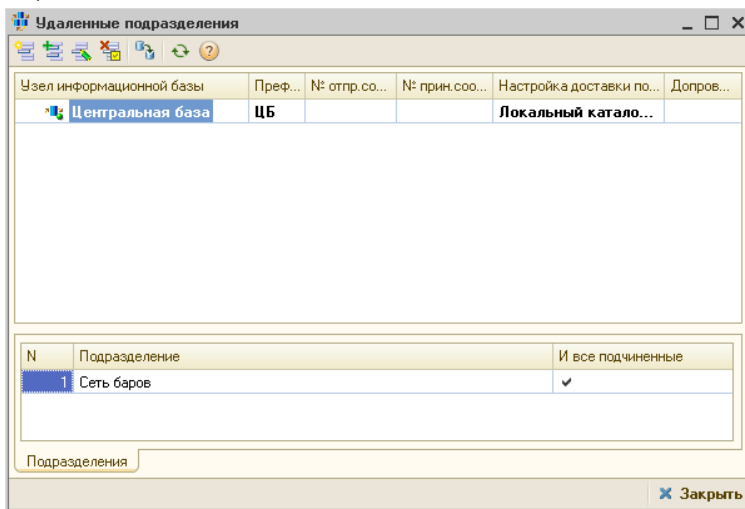 Удаленные подразделения
Узел информационной базы Преф... № отпр.со... № прин.соо... Настройка доставки по... Допров...
Центральная база ЦБ Локальный катало...
N Подразделение И все подчиненные
1 Сеть баров
Подразделения
Закрыть